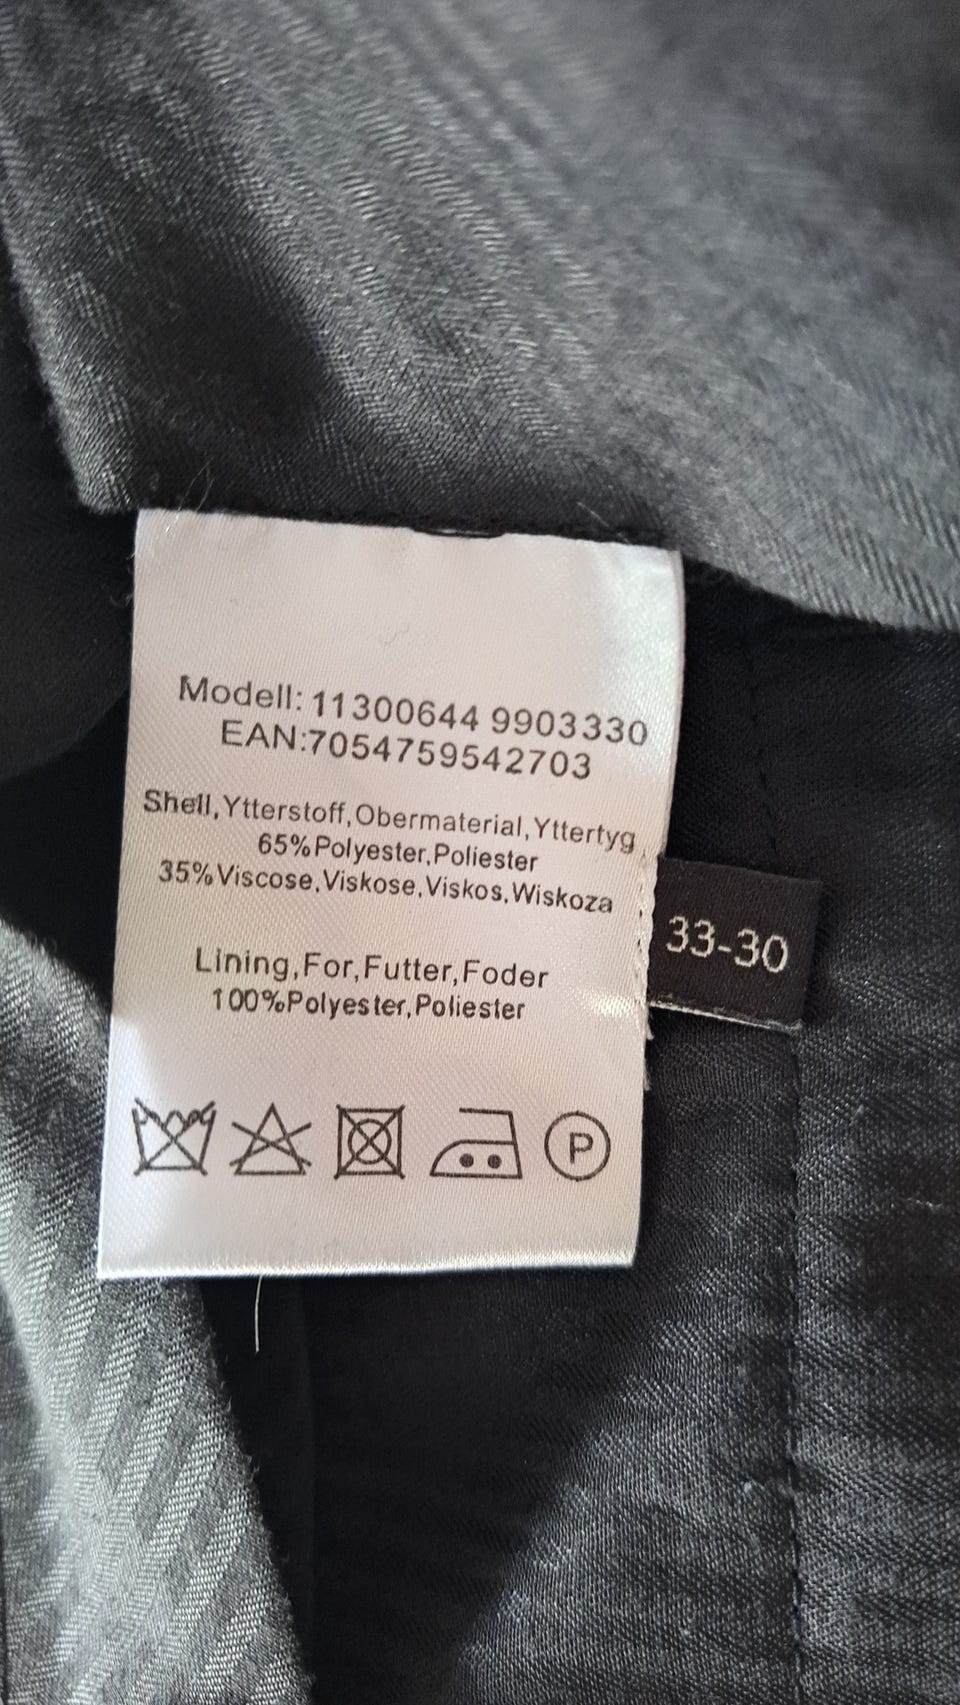 Modell: 11300644 9903330
EAN:7054759542703
Shell,Ytterstoff,Obermaterial,Yttertyg
65%Polyester,Poliester
35%Viscose,Viskose,Viskos,Wiskoza
33-30
Lining,For,Futter,Foder
100%Polyester,Poliester
P